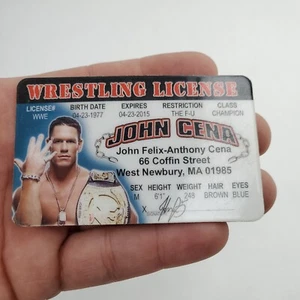 WRESTLING LICENSE
LICENSE# BIRTH DATE EXPIRES RESTRICTION CLASS
WWE 04-23-1977 04-23-2015 THE F-U CHAMPION
JOHN CENA
John Felix-Anthony Cena
66 Coffin Street
West Newbury, MA 01985
SEX HEIGHT WEIGHT HAIR EYES
M 6'1" 248 BROWN BLUE
X